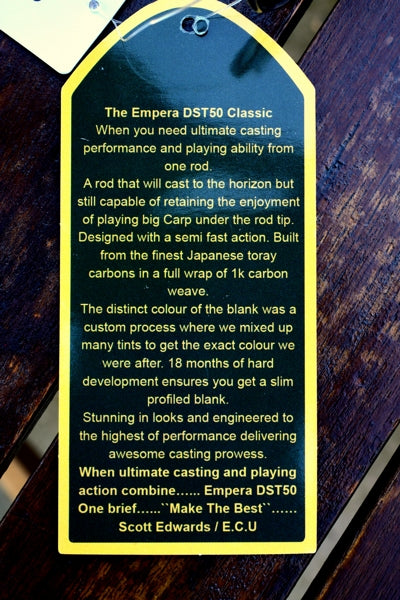 The Empera DST50 Classic
When you need ultimate casting
performance and playing ability from
one rod.
A rod that will cast to the horizon but
still capable of retaining the enjoyment
of playing big Carp under the rod tip.
Designed with a semi fast action. Built
from the finest Japanese toray
carbons in a full wrap of 1k carbon
weave.
The distinct colour of the blank was a
custom process where we mixed up
many tints to get the exact colour we
were after. 18 months of hard
development ensures you get a slim
profiled blank.
Stunning in looks and engineered to
the highest of performance delivering
awesome casting prowess.
When ultimate casting and playing
action combine...... Empera DST50
One brief......``Make The Best``......
Scott Edwards / E.C.U